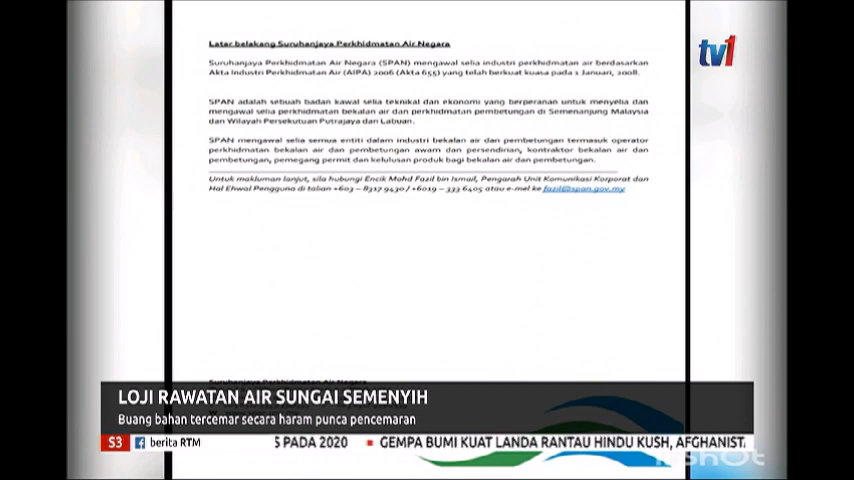 Latar belakang Suruhanjaya Perkhidmatan Air Negara
tv1
Suruhanjaya Perkhidmatan Air Negara (SPAN) mengawal selia industri perkhidmatan air berdasarkan
Akta Industri Perkhidmatan Air (AIPA) 2006 (Akta 655) yang telah berkuat kuasa pada 1 Januari, 2008.
SPAN adalah sebuah badan kawal selia teknikal dan ekonomi yang berperanan untuk menyelia dan
mengawal selia perkhidmatan bekalan air dan perkhidmatan pembetungan di Semenanjung Malaysia
dan Wilayah Persekutuan Putrajaya dan Labuan.
SPAN mengawal selia semua entiti dalam industri bekalan air dan pembetungan termasuk operator
perkhidmatan bekalan air dan pembetungan awam dan persendirian, kontraktor bekalan air dan
pembetungan, pemegang permit dan kelulusan produk bagi bekalan air dan pembetungan.
Untuk makluman lanjut, sila hubungi Encik Mohd Fazil bin Ismail, Pengarah Unit Komunikasi Korporat dan
Hal Ehwal Pengguna di talian +603 – 8317 9430 / +6019 – 333 6405 atau e-mel ke fazil@span.gov.my
Suruhanjaya Perkhidmatan Air Negara
LOJI RAWATAN AIR SUNGAI SEMENYIH
Buang bahan tercemar secara haram punca pencemaran
S3 berita RTM S PADA 2020 GEMPA BUMI KUAT LANDA RANTAU HINDU KUSH, AFGHANISTA